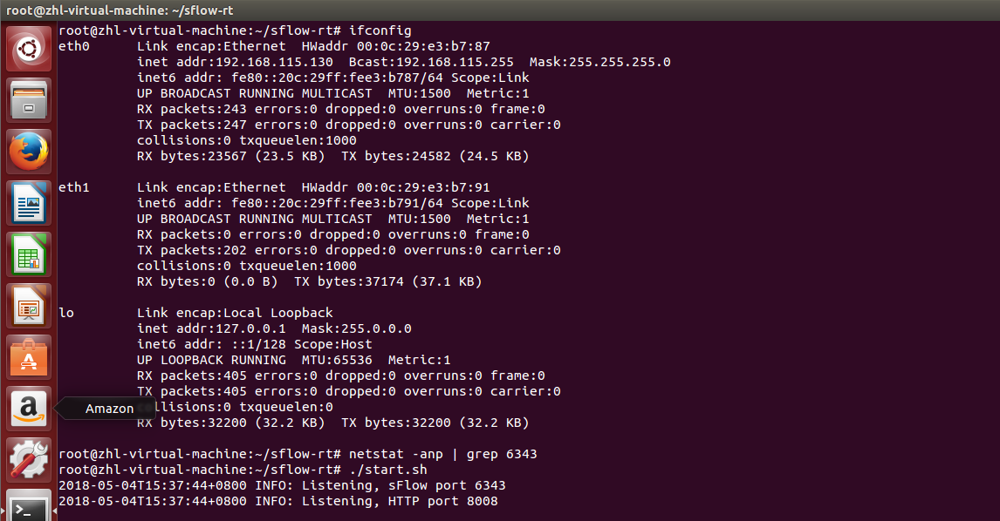 root@zhl-virtual-machine: ~/sflow-rt
root@zhl-virtual-machine:~/sflow-rt# ifconfig
eth0      Link encap:Ethernet  HWaddr 00:0c:29:e3:b7:87
          inet addr:192.168.115.130  Bcast:192.168.115.255  Mask:255.255.255.0
          inet6 addr: fe80::20c:29ff:fee3:b787/64 Scope:Link
          UP BROADCAST RUNNING MULTICAST  MTU:1500  Metric:1
          RX packets:243 errors:0 dropped:0 overruns:0 frame:0
          TX packets:247 errors:0 dropped:0 overruns:0 carrier:0
          collisions:0 txqueuelen:1000
          RX bytes:23567 (23.5 KB)  TX bytes:24582 (24.5 KB)
eth1      Link encap:Ethernet  HWaddr 00:0c:29:e3:b7:91
          inet6 addr: fe80::20c:29ff:fee3:b791/64 Scope:Link
          UP BROADCAST RUNNING MULTICAST  MTU:1500  Metric:1
          RX packets:0 errors:0 dropped:0 overruns:0 frame:0
          TX packets:202 errors:0 dropped:0 overruns:0 carrier:0
          collisions:0 txqueuelen:1000
          RX bytes:0 (0.0 B)  TX bytes:37174 (37.1 KB)
lo        Link encap:Local Loopback
          inet addr:127.0.0.1  Mask:255.0.0.0
          inet6 addr: ::1/128 Scope:Host
          UP LOOPBACK RUNNING  MTU:65536  Metric:1
          RX packets:405 errors:0 dropped:0 overruns:0 frame:0
          TX packets:405 errors:0 dropped:0 overruns:0 carrier:0
Amazon collisions:0 txqueuelen:0
          RX bytes:32200 (32.2 KB)  TX bytes:32200 (32.2 KB)
root@zhl-virtual-machine:~/sflow-rt# netstat -anp | grep 6343
root@zhl-virtual-machine:~/sflow-rt# ./start.sh
2018-05-04T15:37:44+0800 INFO: Listening, sFlow port 6343
2018-05-04T15:37:44+0800 INFO: Listening, HTTP port 8008